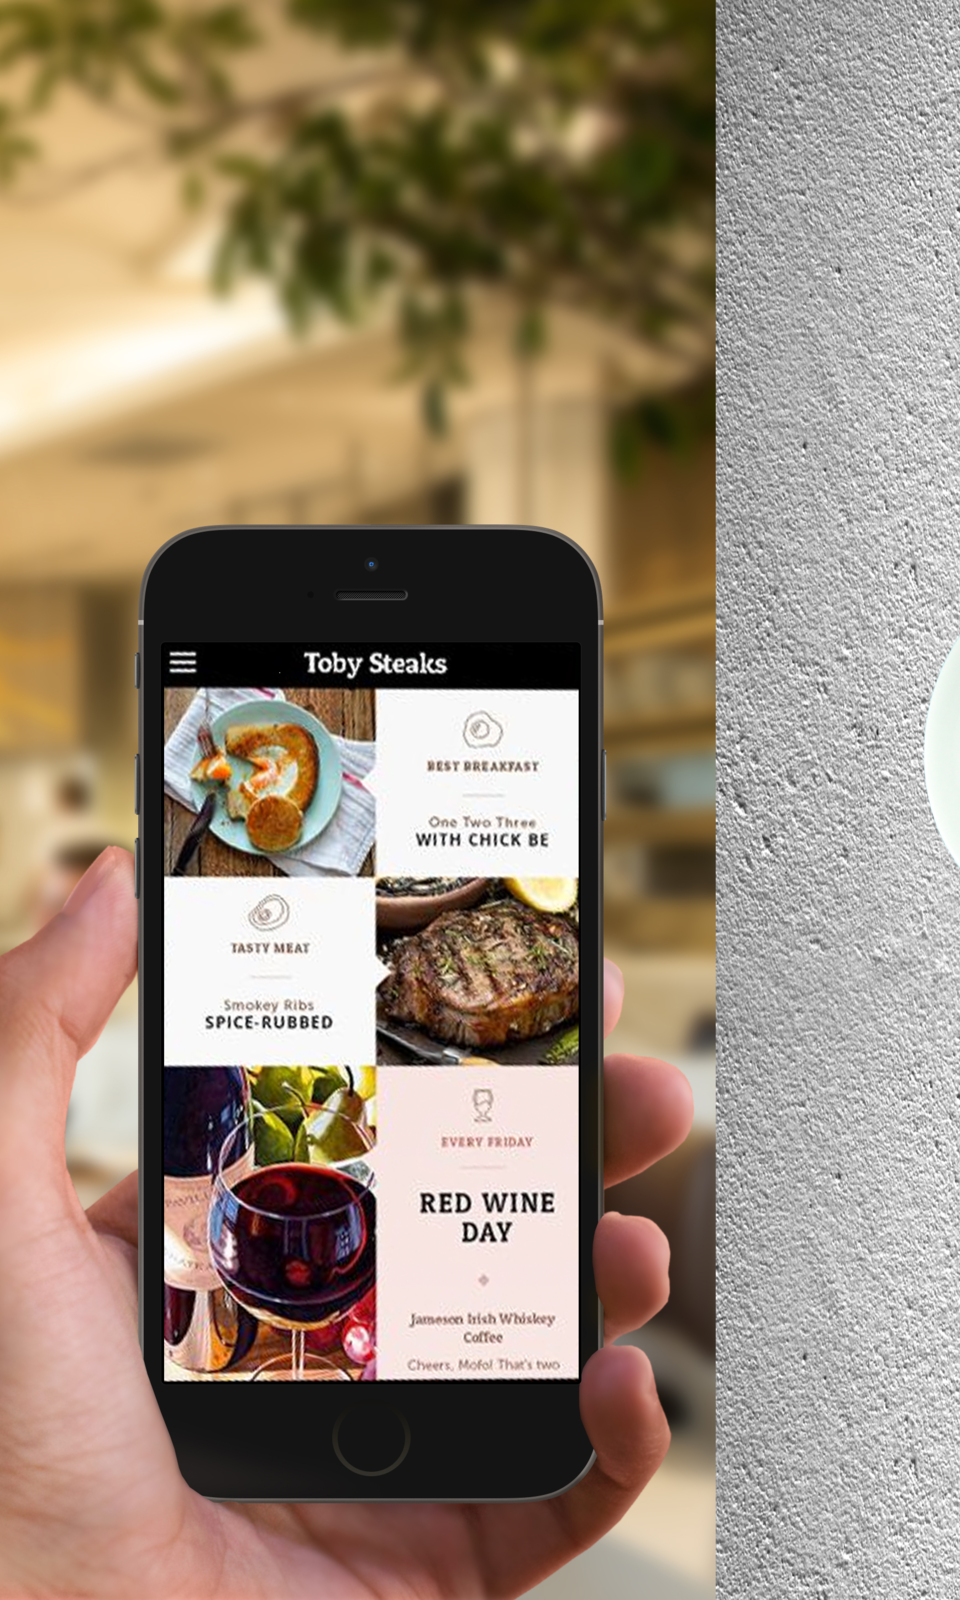 Toby Steaks
BEST BREAKFAST
One Two Three
WITH CHICK BE
TASTY MEAT
Smokey Ribs
SPICE-RUBBED
EVERY FRIDAY
RED WINE
DAY
Jameson Irish Whiskey
Coffee
Cheers, Mofo! That's two